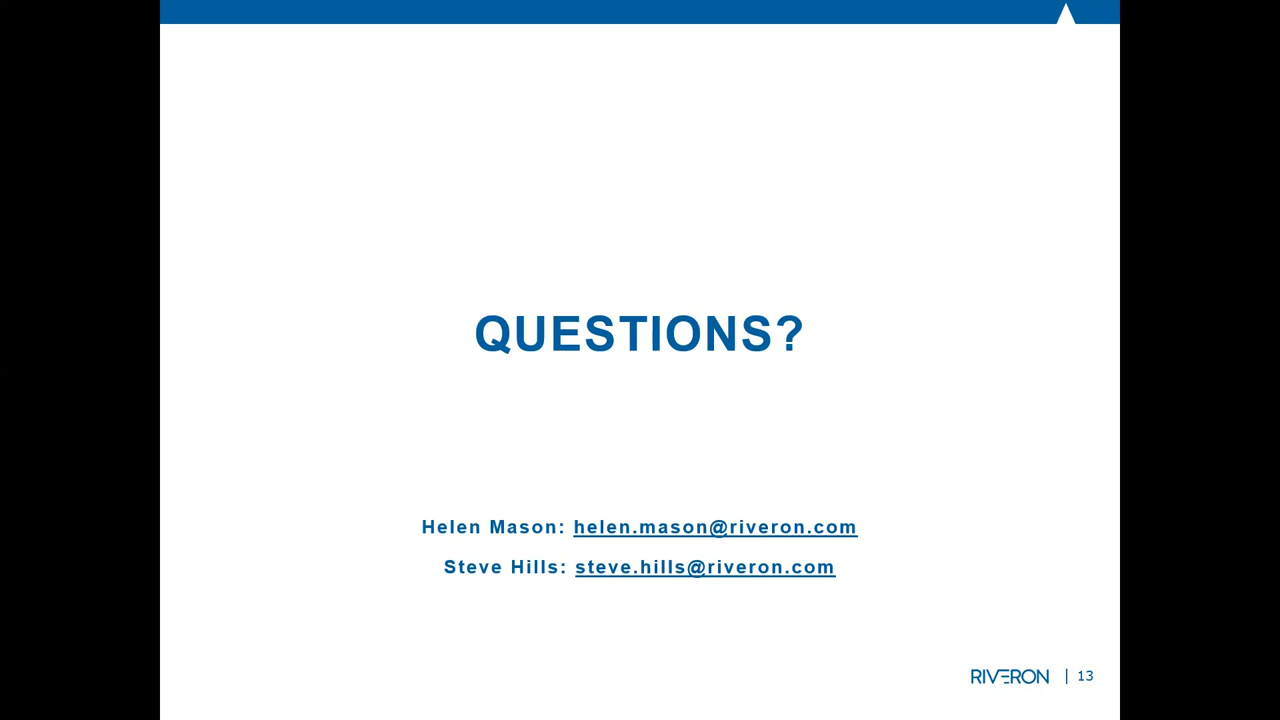 QUESTIONS?
Helen Mason: helen.mason@riveron.com
Steve Hills: steve.hills@riveron.com
RIVERON | 13